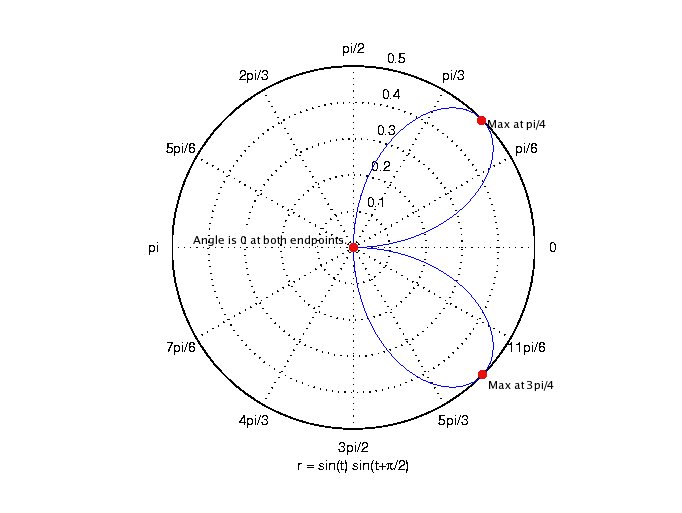 pi/2
0.5
2pi/3
pi/3
0.4
Max at pi/4
0.3
5pi/6
pi/6
0.2
0.1
Angle is 0 at both endpoints.
pi
0
7pi/6
11pi/6
Max at 3pi/4
4pi/3
5pi/3
3pi/2
r = sin(t) sin(t+π/2)